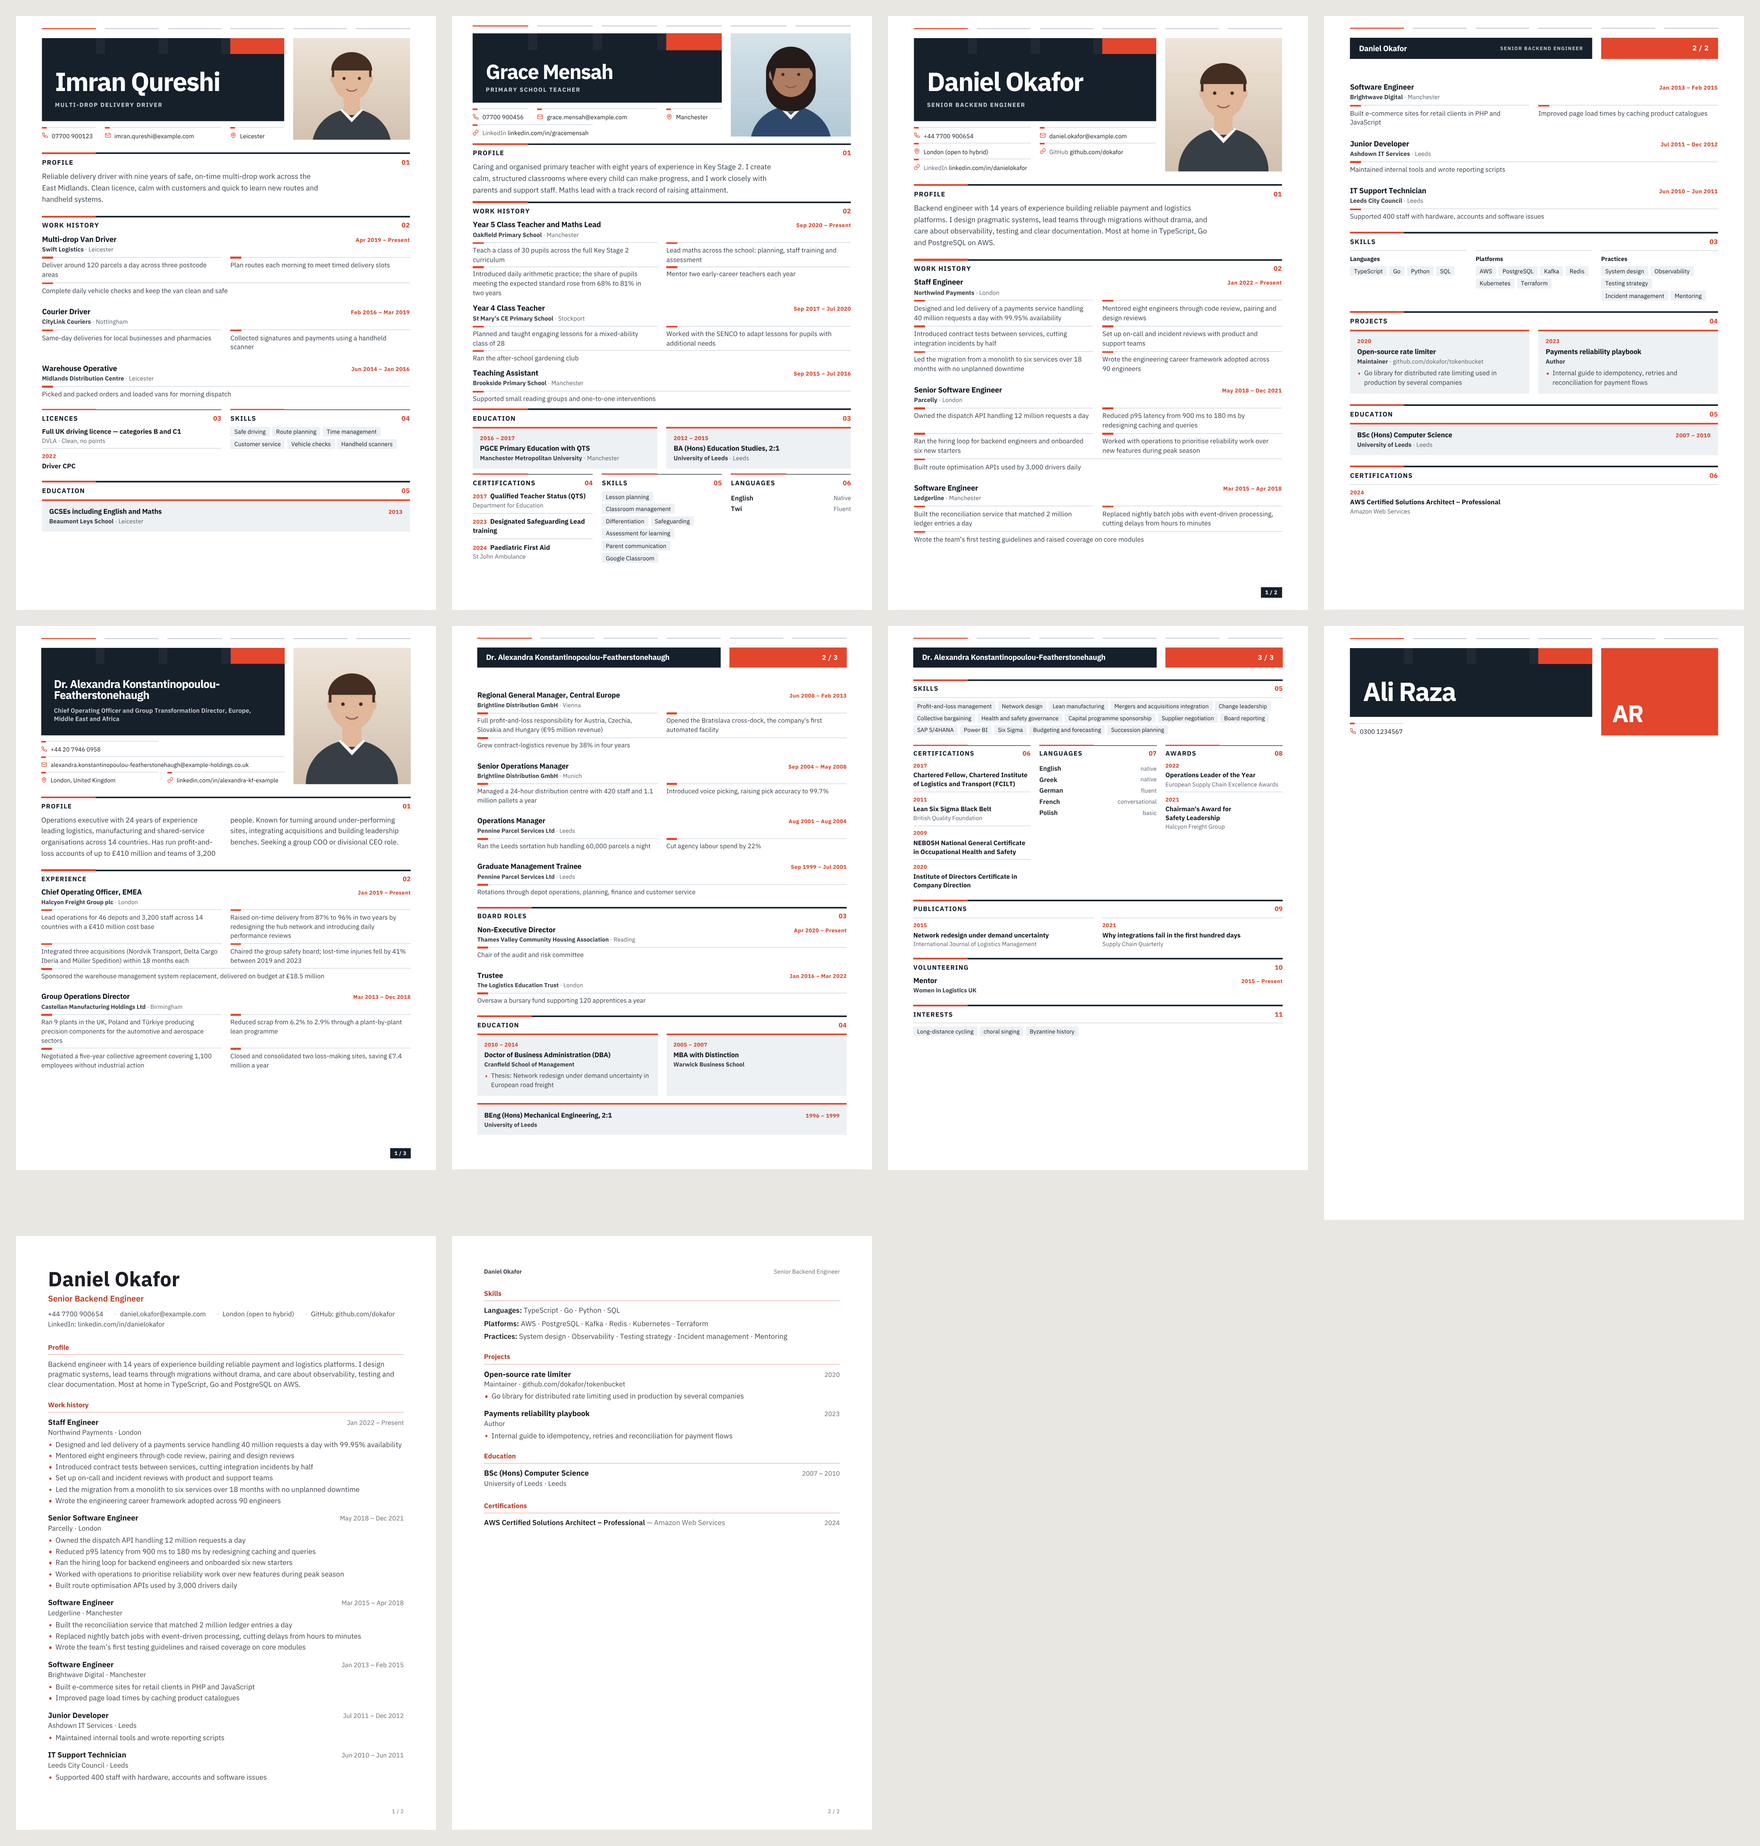 Imran Qureshi
MULTI-DROP DELIVERY DRIVER
07700 900123
imran.qureshi@example.com
Leicester
PROFILE 01
Reliable delivery driver with nine years of safe, on-time multi-drop work across the
East Midlands. Clean licence, calm with customers and quick to learn new routes and
handheld systems.
WORK HISTORY 02
Multi-drop Van Driver Apr 2019 – Present
Swift Logistics · Leicester
Deliver around 120 parcels a day across three postcode
areas
Plan routes each morning to meet timed delivery slots
Complete daily vehicle checks and keep the van clean and safe
Courier Driver Feb 2016 – Mar 2019
CityLink Couriers · Nottingham
Same-day deliveries for local businesses and pharmacies
Collected signatures and payments using a handheld
scanner
Warehouse Operative Jun 2014 – Jan 2016
Midlands Distribution Centre · Leicester
Picked and packed orders and loaded vans for morning dispatch
LICENCES 03
Full UK driving licence — categories B and C1
DVLA · Clean, no points
2022
Driver CPC
SKILLS 04
Safe driving Route planning Time management
Customer service Vehicle checks Handheld scanners
EDUCATION 05
GCSEs including English and Maths 2013
Beaumont Leys School · Leicester
Grace Mensah
PRIMARY SCHOOL TEACHER
07700 900456
grace.mensah@example.com
Manchester
LinkedIn linkedin.com/in/gracemensah
PROFILE 01
Caring and organised primary teacher with eight years of experience in Key Stage 2. I create
calm, structured classrooms where every child can make progress, and I work closely with
parents and support staff. Maths lead with a track record of raising attainment.
WORK HISTORY 02
Year 5 Class Teacher and Maths Lead Sep 2020 – Present
Oakfield Primary School · Manchester
Teach a class of 30 pupils across the full Key Stage 2
curriculum
Lead maths across the school: planning, staff training and
assessment
Introduced daily arithmetic practice; the share of pupils
meeting the expected standard rose from 68% to 81% in
two years
Mentor two early-career teachers each year
Year 4 Class Teacher Sep 2017 – Jul 2020
St Mary's CE Primary School · Stockport
Planned and taught engaging lessons for a mixed-ability
class of 28
Worked with the SENCO to adapt lessons for pupils with
additional needs
Ran the after-school gardening club
Teaching Assistant Sep 2015 – Jul 2016
Brookside Primary School · Manchester
Supported small reading groups and one-to-one interventions
EDUCATION 03
2016 – 2017
PGCE Primary Education with QTS
Manchester Metropolitan University · Manchester
2012 – 2015
BA (Hons) Education Studies, 2:1
University of Leeds · Leeds
CERTIFICATIONS 04
2017 Qualified Teacher Status (QTS)
Department for Education
2023 Designated Safeguarding Lead
training
2024 Paediatric First Aid
St John Ambulance
SKILLS 05
Lesson planning
Classroom management
Differentiation Safeguarding
Assessment for learning
Parent communication
Google Classroom
LANGUAGES 06
English Native
Twi Fluent
Daniel Okafor
SENIOR BACKEND ENGINEER
+44 7700 900654
daniel.okafor@example.com
London (open to hybrid)
GitHub github.com/dokafor
LinkedIn linkedin.com/in/danielokafor
PROFILE 01
Backend engineer with 14 years of experience building reliable payment and logistics
platforms. I design pragmatic systems, lead teams through migrations without drama, and
care about observability, testing and clear documentation. Most at home in TypeScript, Go
and PostgreSQL on AWS.
WORK HISTORY 02
Staff Engineer Jan 2022 – Present
Northwind Payments · London
Designed and led delivery of a payments service handling
40 million requests a day with 99.95% availability
Mentored eight engineers through code review, pairing and
design reviews
Introduced contract tests between services, cutting
integration incidents by half
Set up on-call and incident reviews with product and
support teams
Led the migration from a monolith to six services over 18
months with no unplanned downtime
Wrote the engineering career framework adopted across
90 engineers
Senior Software Engineer May 2018 – Dec 2021
Parcelly · London
Owned the dispatch API handling 12 million requests a day
Reduced p95 latency from 900 ms to 180 ms by
redesigning caching and queries
Ran the hiring loop for backend engineers and onboarded
six new starters
Worked with operations to prioritise reliability work over
new features during peak season
Built route optimisation APIs used by 3,000 drivers daily
Software Engineer Mar 2015 – Apr 2018
Ledgerline · Manchester
Built the reconciliation service that matched 2 million
ledger entries a day
Replaced nightly batch jobs with event-driven processing,
cutting delays from hours to minutes
Wrote the team's first testing guidelines and raised coverage on core modules
1 / 2
Daniel Okafor SENIOR BACKEND ENGINEER 2 / 2
Software Engineer Jan 2013 – Feb 2015
Brightwave Digital · Manchester
Built e-commerce sites for retail clients in PHP and
JavaScript
Improved page load times by caching product catalogues
Junior Developer Jul 2011 – Dec 2012
Ashdown IT Services · Leeds
Maintained internal tools and wrote reporting scripts
IT Support Technician Jun 2010 – Jun 2011
Leeds City Council · Leeds
Supported 400 staff with hardware, accounts and software issues
SKILLS 03
Languages
TypeScript Go Python SQL
Platforms
AWS PostgreSQL Kafka Redis
Kubernetes Terraform
Practices
System design Observability
Testing strategy
Incident management Mentoring
PROJECTS 04
2020
Open-source rate limiter
Maintainer · github.com/dokafor/tokenbucket
• Go library for distributed rate limiting used in
production by several companies
2023
Payments reliability playbook
Author
• Internal guide to idempotency, retries and
reconciliation for payment flows
EDUCATION 05
BSc (Hons) Computer Science 2007 – 2010
University of Leeds · Leeds
CERTIFICATIONS 06
2024
AWS Certified Solutions Architect – Professional
Amazon Web Services
Dr. Alexandra Konstantinopoulou-
Featherstonehaugh
Chief Operating Officer and Group Transformation Director, Europe,
Middle East and Africa
+44 20 7946 0958
alexandra.konstantinopoulou-featherstonehaugh@example-holdings.co.uk
London, United Kingdom
linkedin.com/in/alexandra-kf-example
PROFILE 01
Operations executive with 24 years of experience
leading logistics, manufacturing and shared-service
organisations across 14 countries. Has run profit-and-
loss accounts of up to £410 million and teams of 3,200
people. Known for turning around under-performing
sites, integrating acquisitions and building leadership
benches. Seeking a group COO or divisional CEO role.
EXPERIENCE 02
Chief Operating Officer, EMEA Jan 2019 – Present
Halcyon Freight Group plc · London
Lead operations for 46 depots and 3,200 staff across 14
countries with a £410 million cost base
Raised on-time delivery from 87% to 96% in two years by
redesigning the hub network and introducing daily
performance reviews
Integrated three acquisitions (Nordvik Transport, Delta Cargo
Iberia and Müller Spedition) within 18 months each
Chaired the group safety board; lost-time injuries fell by 41%
between 2019 and 2023
Sponsored the warehouse management system replacement, delivered on budget at £18.5 million
Group Operations Director Mar 2013 – Dec 2018
Castellan Manufacturing Holdings Ltd · Birmingham
Ran 9 plants in the UK, Poland and Türkiye producing
precision components for the automotive and aerospace
sectors
Reduced scrap from 6.2% to 2.9% through a plant-by-plant
lean programme
Negotiated a five-year collective agreement covering 1,100
employees without industrial action
Closed and consolidated two loss-making sites, saving £7.4
million a year
1 / 3
Dr. Alexandra Konstantinopoulou-Featherstonehaugh 2 / 3
Regional General Manager, Central Europe Jun 2008 – Feb 2013
Brightline Distribution GmbH · Vienna
Full profit-and-loss responsibility for Austria, Czechia,
Slovakia and Hungary (€95 million revenue)
Opened the Bratislava cross-dock, the company's first
automated facility
Grew contract-logistics revenue by 38% in four years
Senior Operations Manager Sep 2004 – May 2008
Brightline Distribution GmbH · Munich
Managed a 24-hour distribution centre with 420 staff and 1.1
million pallets a year
Introduced voice picking, raising pick accuracy to 99.7%
Operations Manager Aug 2001 – Aug 2004
Pennine Parcel Services Ltd · Leeds
Ran the Leeds sortation hub handling 60,000 parcels a night
Cut agency labour spend by 22%
Graduate Management Trainee Sep 1999 – Jul 2001
Pennine Parcel Services Ltd · Leeds
Rotations through depot operations, planning, finance and customer service
BOARD ROLES 03
Non-Executive Director Apr 2020 – Present
Thames Valley Community Housing Association · Reading
Chair of the audit and risk committee
Trustee Jan 2016 – Mar 2022
The Logistics Education Trust · London
Oversaw a bursary fund supporting 120 apprentices a year
EDUCATION 04
2010 – 2014
Doctor of Business Administration (DBA)
Cranfield School of Management
• Thesis: Network redesign under demand uncertainty in
European road freight
2005 – 2007
MBA with Distinction
Warwick Business School
BEng (Hons) Mechanical Engineering, 2:1 1996 – 1999
University of Leeds
Dr. Alexandra Konstantinopoulou-Featherstonehaugh 3 / 3
SKILLS 05
Profit-and-loss management Network design Lean manufacturing Mergers and acquisitions integration Change leadership
Collective bargaining Health and safety governance Capital programme sponsorship Supplier negotiation Board reporting
SAP S/4HANA Power BI Six Sigma Budgeting and forecasting Succession planning
CERTIFICATIONS 06
2017
Chartered Fellow, Chartered Institute
of Logistics and Transport (FCILT)
2011
Lean Six Sigma Black Belt
British Quality Foundation
2009
NEBOSH National General Certificate
in Occupational Health and Safety
2020
Institute of Directors Certificate in
Company Direction
LANGUAGES 07
English native
Greek native
German fluent
French conversational
Polish basic
AWARDS 08
2022
Operations Leader of the Year
European Supply Chain Excellence Awards
2021
Chairman's Award for
Safety Leadership
Halcyon Freight Group
PUBLICATIONS 09
2015
Network redesign under demand uncertainty
International Journal of Logistics Management
2021
Why integrations fail in the first hundred days
Supply Chain Quarterly
VOLUNTEERING 10
Mentor 2015 – Present
Women in Logistics UK
INTERESTS 11
Long-distance cycling choral singing Byzantine history
Ali Raza
AR
0300 1234567
Daniel Okafor
Senior Backend Engineer
+44 7700 900654 · daniel.okafor@example.com · London (open to hybrid) · GitHub: github.com/dokafor
LinkedIn: linkedin.com/in/danielokafor
Profile
Backend engineer with 14 years of experience building reliable payment and logistics platforms. I design
pragmatic systems, lead teams through migrations without drama, and care about observability, testing and
clear documentation. Most at home in TypeScript, Go and PostgreSQL on AWS.
Work history
Staff Engineer Jan 2022 – Present
Northwind Payments · London
• Designed and led delivery of a payments service handling 40 million requests a day with 99.95% availability
• Mentored eight engineers through code review, pairing and design reviews
• Introduced contract tests between services, cutting integration incidents by half
• Set up on-call and incident reviews with product and support teams
• Led the migration from a monolith to six services over 18 months with no unplanned downtime
• Wrote the engineering career framework adopted across 90 engineers
Senior Software Engineer May 2018 – Dec 2021
Parcelly · London
• Owned the dispatch API handling 12 million requests a day
• Reduced p95 latency from 900 ms to 180 ms by redesigning caching and queries
• Ran the hiring loop for backend engineers and onboarded six new starters
• Worked with operations to prioritise reliability work over new features during peak season
• Built route optimisation APIs used by 3,000 drivers daily
Software Engineer Mar 2015 – Apr 2018
Ledgerline · Manchester
• Built the reconciliation service that matched 2 million ledger entries a day
• Replaced nightly batch jobs with event-driven processing, cutting delays from hours to minutes
• Wrote the team's first testing guidelines and raised coverage on core modules
Software Engineer Jan 2013 – Feb 2015
Brightwave Digital · Manchester
• Built e-commerce sites for retail clients in PHP and JavaScript
• Improved page load times by caching product catalogues
Junior Developer Jul 2011 – Dec 2012
Ashdown IT Services · Leeds
• Maintained internal tools and wrote reporting scripts
IT Support Technician Jun 2010 – Jun 2011
Leeds City Council · Leeds
• Supported 400 staff with hardware, accounts and software issues
1 / 2
Daniel Okafor Senior Backend Engineer
Skills
Languages: TypeScript · Go · Python · SQL
Platforms: AWS · PostgreSQL · Kafka · Redis · Kubernetes · Terraform
Practices: System design · Observability · Testing strategy · Incident management · Mentoring
Projects
Open-source rate limiter 2020
Maintainer · github.com/dokafor/tokenbucket
• Go library for distributed rate limiting used in production by several companies
Payments reliability playbook 2023
Author
• Internal guide to idempotency, retries and reconciliation for payment flows
Education
BSc (Hons) Computer Science 2007 – 2010
University of Leeds · Leeds
Certifications
AWS Certified Solutions Architect – Professional — Amazon Web Services 2024
2 / 2